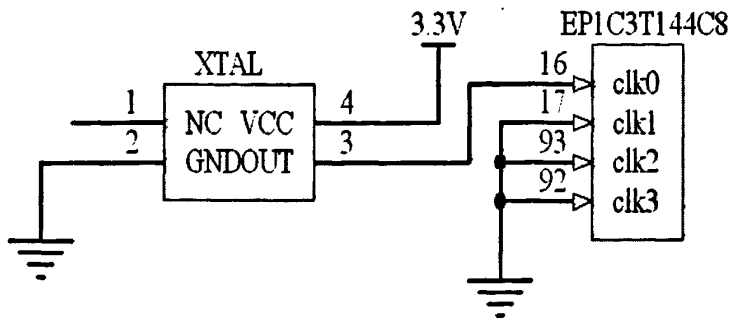 3.3V
EP1C3T144C8
XTAL
16
clk0
1
NC VCC
4
17
clk1
2
GNDOUT
3
93
clk2
92
clk3